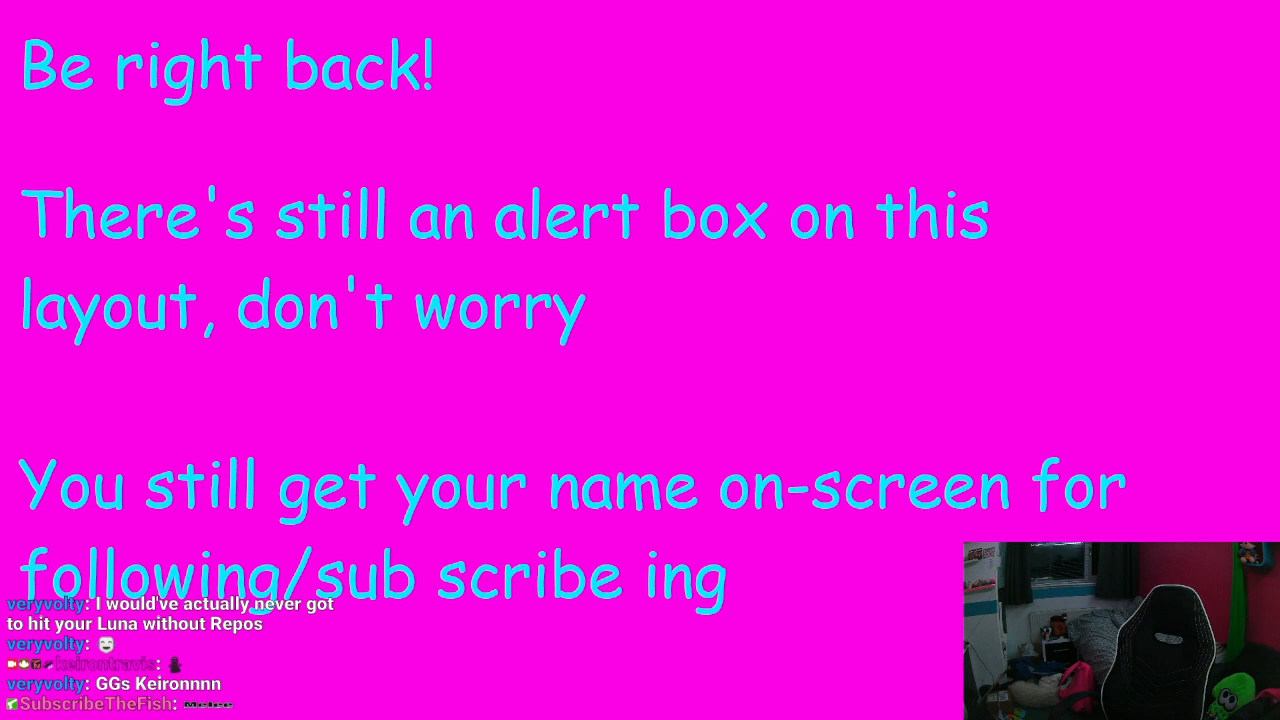 Be right back!
There's still an alert box on this
layout, don't worry
You still get your name on-screen for
following/sub scribe ing
veryvolty: I would've actually never got
to hit your Luna without Repos
veryvolty:
keirontravis:
veryvolty: GGs Keironnnn
SubscribeTheFish: